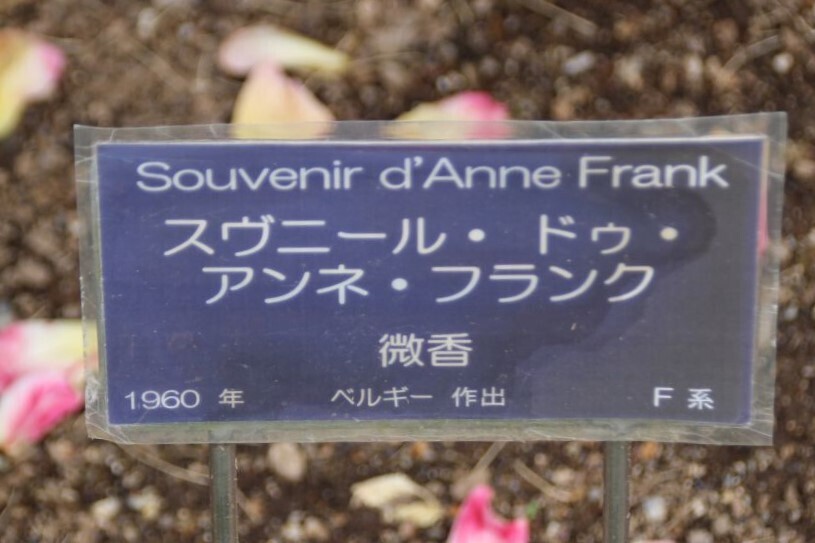 Souvenir d'Anne Frank
スヴニール・ ドゥ・
アンネ・フランク
微香
1960 年 ベルギー 作出 F 系